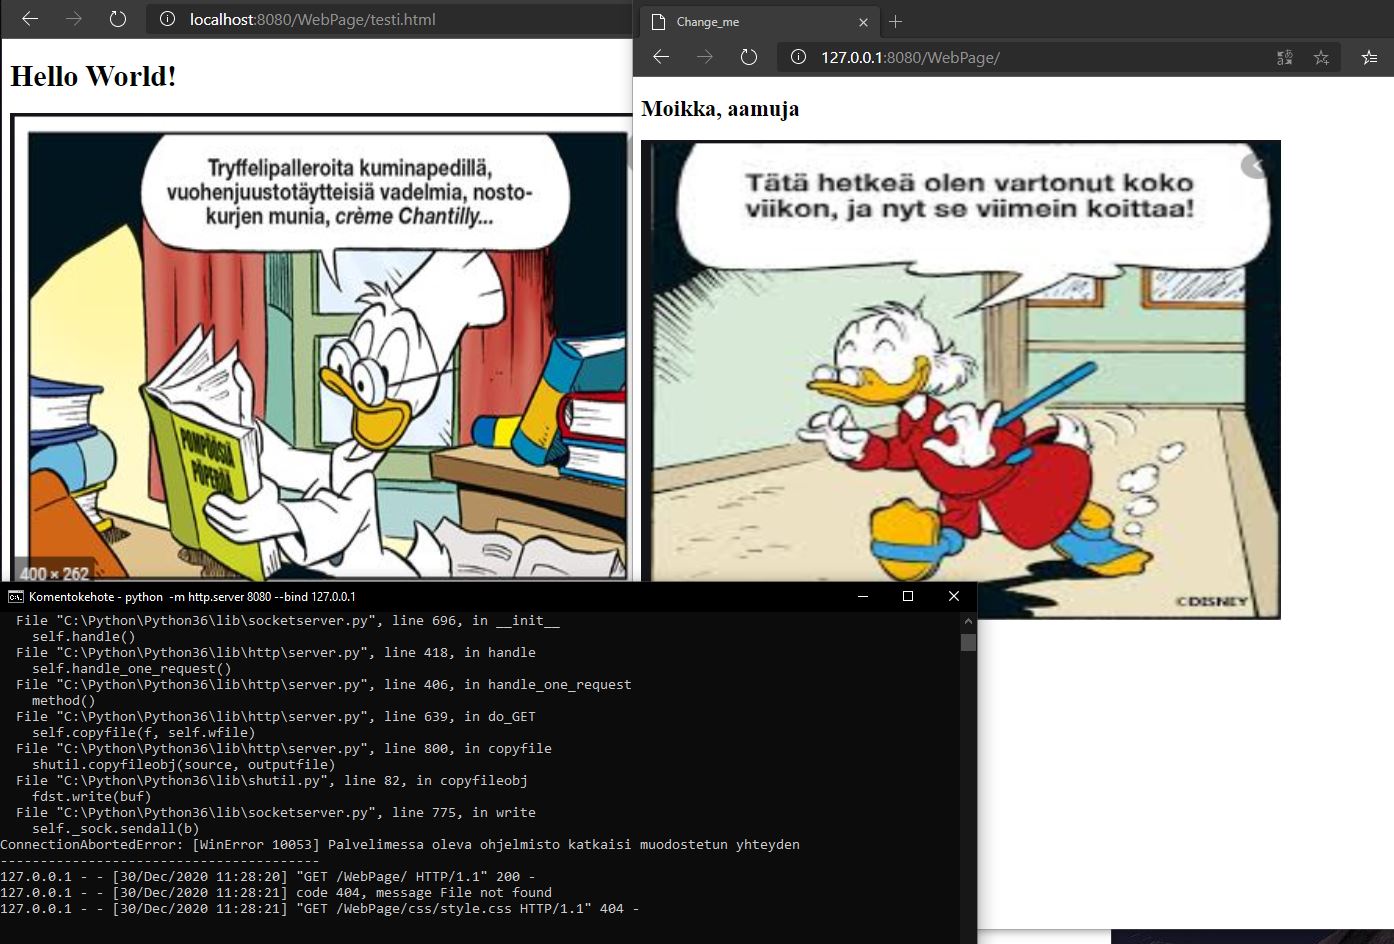 localhost:8080/WebPage/testi.html
Hello World!
Tryffelipalleroita kuminapedillä,
vuohenjuustotäytteisiä vadelmia, nosto-
kurjen munia, crème Chantilly...
POMPÖÖSIÄ
PÖPERÖÄ
400 × 262
Change_me
127.0.0.1:8080/WebPage/
Moikka, aamuja
Tätä hetkeä olen vartonut koko
viikon, ja nyt se viimein koittaa!
©DISNEY
Komentokehote - python  -m http.server 8080 --bind 127.0.0.1
File "C:\Python\Python36\lib\socketserver.py", line 696, in __init__
self.handle()
File "C:\Python\Python36\lib\http\server.py", line 418, in handle
self.handle_one_request()
File "C:\Python\Python36\lib\http\server.py", line 406, in handle_one_request
method()
File "C:\Python\Python36\lib\http\server.py", line 639, in do_GET
self.copyfile(f, self.wfile)
File "C:\Python\Python36\lib\http\server.py", line 800, in copyfile
shutil.copyfileobj(source, outputfile)
File "C:\Python\Python36\lib\shutil.py", line 82, in copyfileobj
fdst.write(buf)
File "C:\Python\Python36\lib\socketserver.py", line 775, in write
self._sock.sendall(b)
ConnectionAbortedError: [WinError 10053] Palvelimessa oleva ohjelmisto katkaisi muodostetun yhteyden
----------------------------------------
127.0.0.1 - - [30/Dec/2020 11:28:20] "GET /WebPage/ HTTP/1.1" 200 -
127.0.0.1 - - [30/Dec/2020 11:28:21] code 404, message File not found
127.0.0.1 - - [30/Dec/2020 11:28:21] "GET /WebPage/css/style.css HTTP/1.1" 404 -